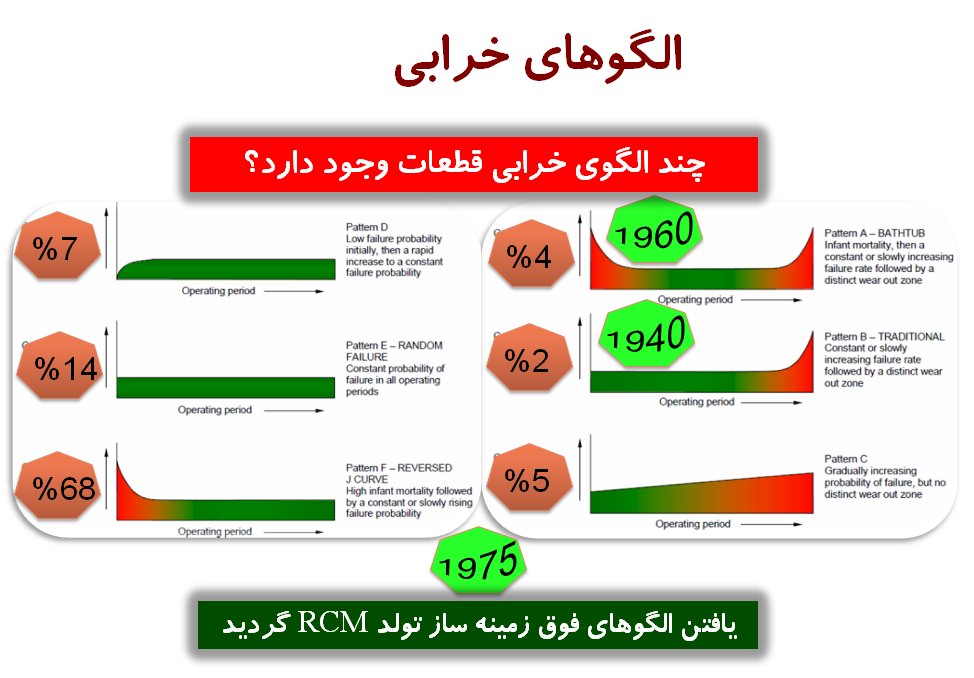 الگوهای خرابی
چند الگوی خرابی قطعات وجود دارد؟
%7
Pattern D
Low failure probability
initially, then a rapid
increase to a constant
failure probability
Operating period
%14
Pattern E – RANDOM
FAILURE
Constant probability of
failure in all operating
periods
Operating period
%68
Pattern F – REVERSED
J CURVE
High infant mortality followed
by a constant or slowly rising
failure probability
Operating period
%4
1960
Pattern A – BATHTUB
Infant mortality, then a
constant or slowly increasing
failure rate followed by a
distinct wear out zone
Operating period
%2
1940
Pattern B – TRADITIONAL
Constant or slowly
increasing failure rate
followed by a distinct wear
out zone
Operating period
%5
Pattern C
Gradually increasing
probability of failure, but no
distinct wear out zone
Operating period
1975
یافتن الگوهای فوق زمینه ساز تولد RCM گردید